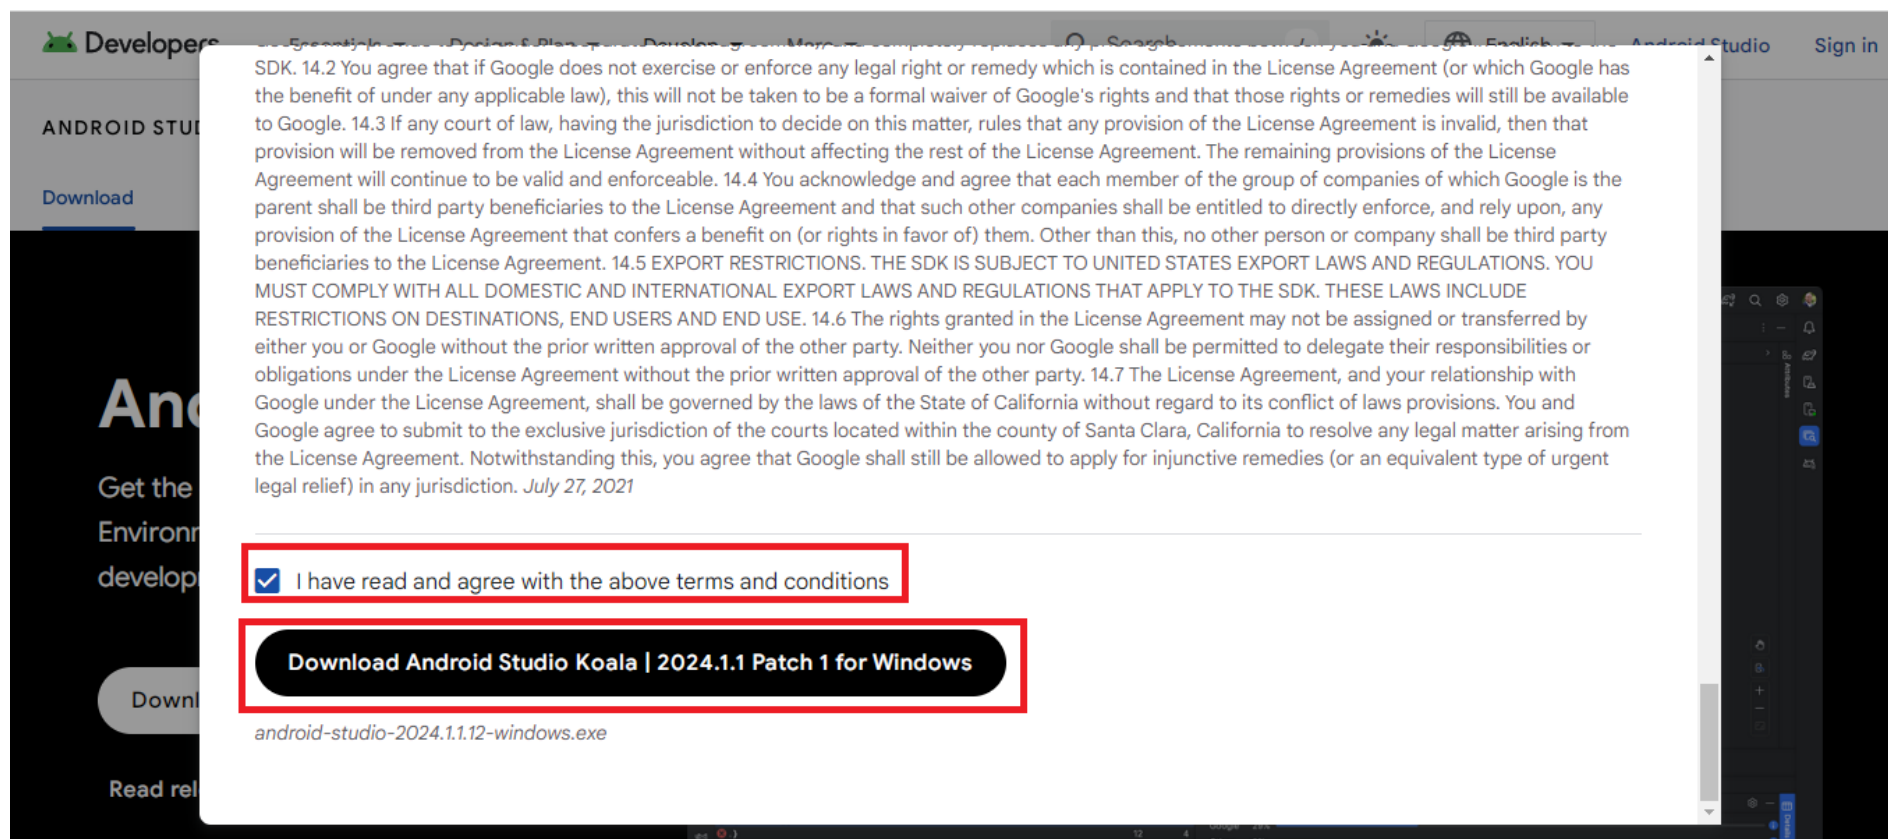 Developers Essentials Design & Plan Develop More Search English Android Studio Sign in
ANDROID STUD
Download
SDK. 14.2 You agree that if Google does not exercise or enforce any legal right or remedy which is contained in the License Agreement (or which Google has
the benefit of under any applicable law), this will not be taken to be a formal waiver of Google's rights and that those rights or remedies will still be available
to Google. 14.3 If any court of law, having the jurisdiction to decide on this matter, rules that any provision of the License Agreement is invalid, then that
provision will be removed from the License Agreement without affecting the rest of the License Agreement. The remaining provisions of the License
Agreement will continue to be valid and enforceable. 14.4 You acknowledge and agree that each member of the group of companies of which Google is the
parent shall be third party beneficiaries to the License Agreement and that such other companies shall be entitled to directly enforce, and rely upon, any
provision of the License Agreement that confers a benefit on (or rights in favor of) them. Other than this, no other person or company shall be third party
beneficiaries to the License Agreement. 14.5 EXPORT RESTRICTIONS. THE SDK IS SUBJECT TO UNITED STATES EXPORT LAWS AND REGULATIONS. YOU
MUST COMPLY WITH ALL DOMESTIC AND INTERNATIONAL EXPORT LAWS AND REGULATIONS THAT APPLY TO THE SDK. THESE LAWS INCLUDE
RESTRICTIONS ON DESTINATIONS, END USERS AND END USE. 14.6 The rights granted in the License Agreement may not be assigned or transferred by
either you or Google without the prior written approval of the other party. Neither you nor Google shall be permitted to delegate their responsibilities or
obligations under the License Agreement without the prior written approval of the other party. 14.7 The License Agreement, and your relationship with
Google under the License Agreement, shall be governed by the laws of the State of California without regard to its conflict of laws provisions. You and
Google agree to submit to the exclusive jurisdiction of the courts located within the county of Santa Clara, California to resolve any legal matter arising from
the License Agreement. Notwithstanding this, you agree that Google shall still be allowed to apply for injunctive remedies (or an equivalent type of urgent
legal relief) in any jurisdiction. July 27, 2021
And
Get the
Environr
develop
I have read and agree with the above terms and conditions
Download Android Studio Koala | 2024.1.1 Patch 1 for Windows
Downl
android-studio-2024.1.1.12-windows.exe
Read rel
Attributes
Details
12 4 Google 28%